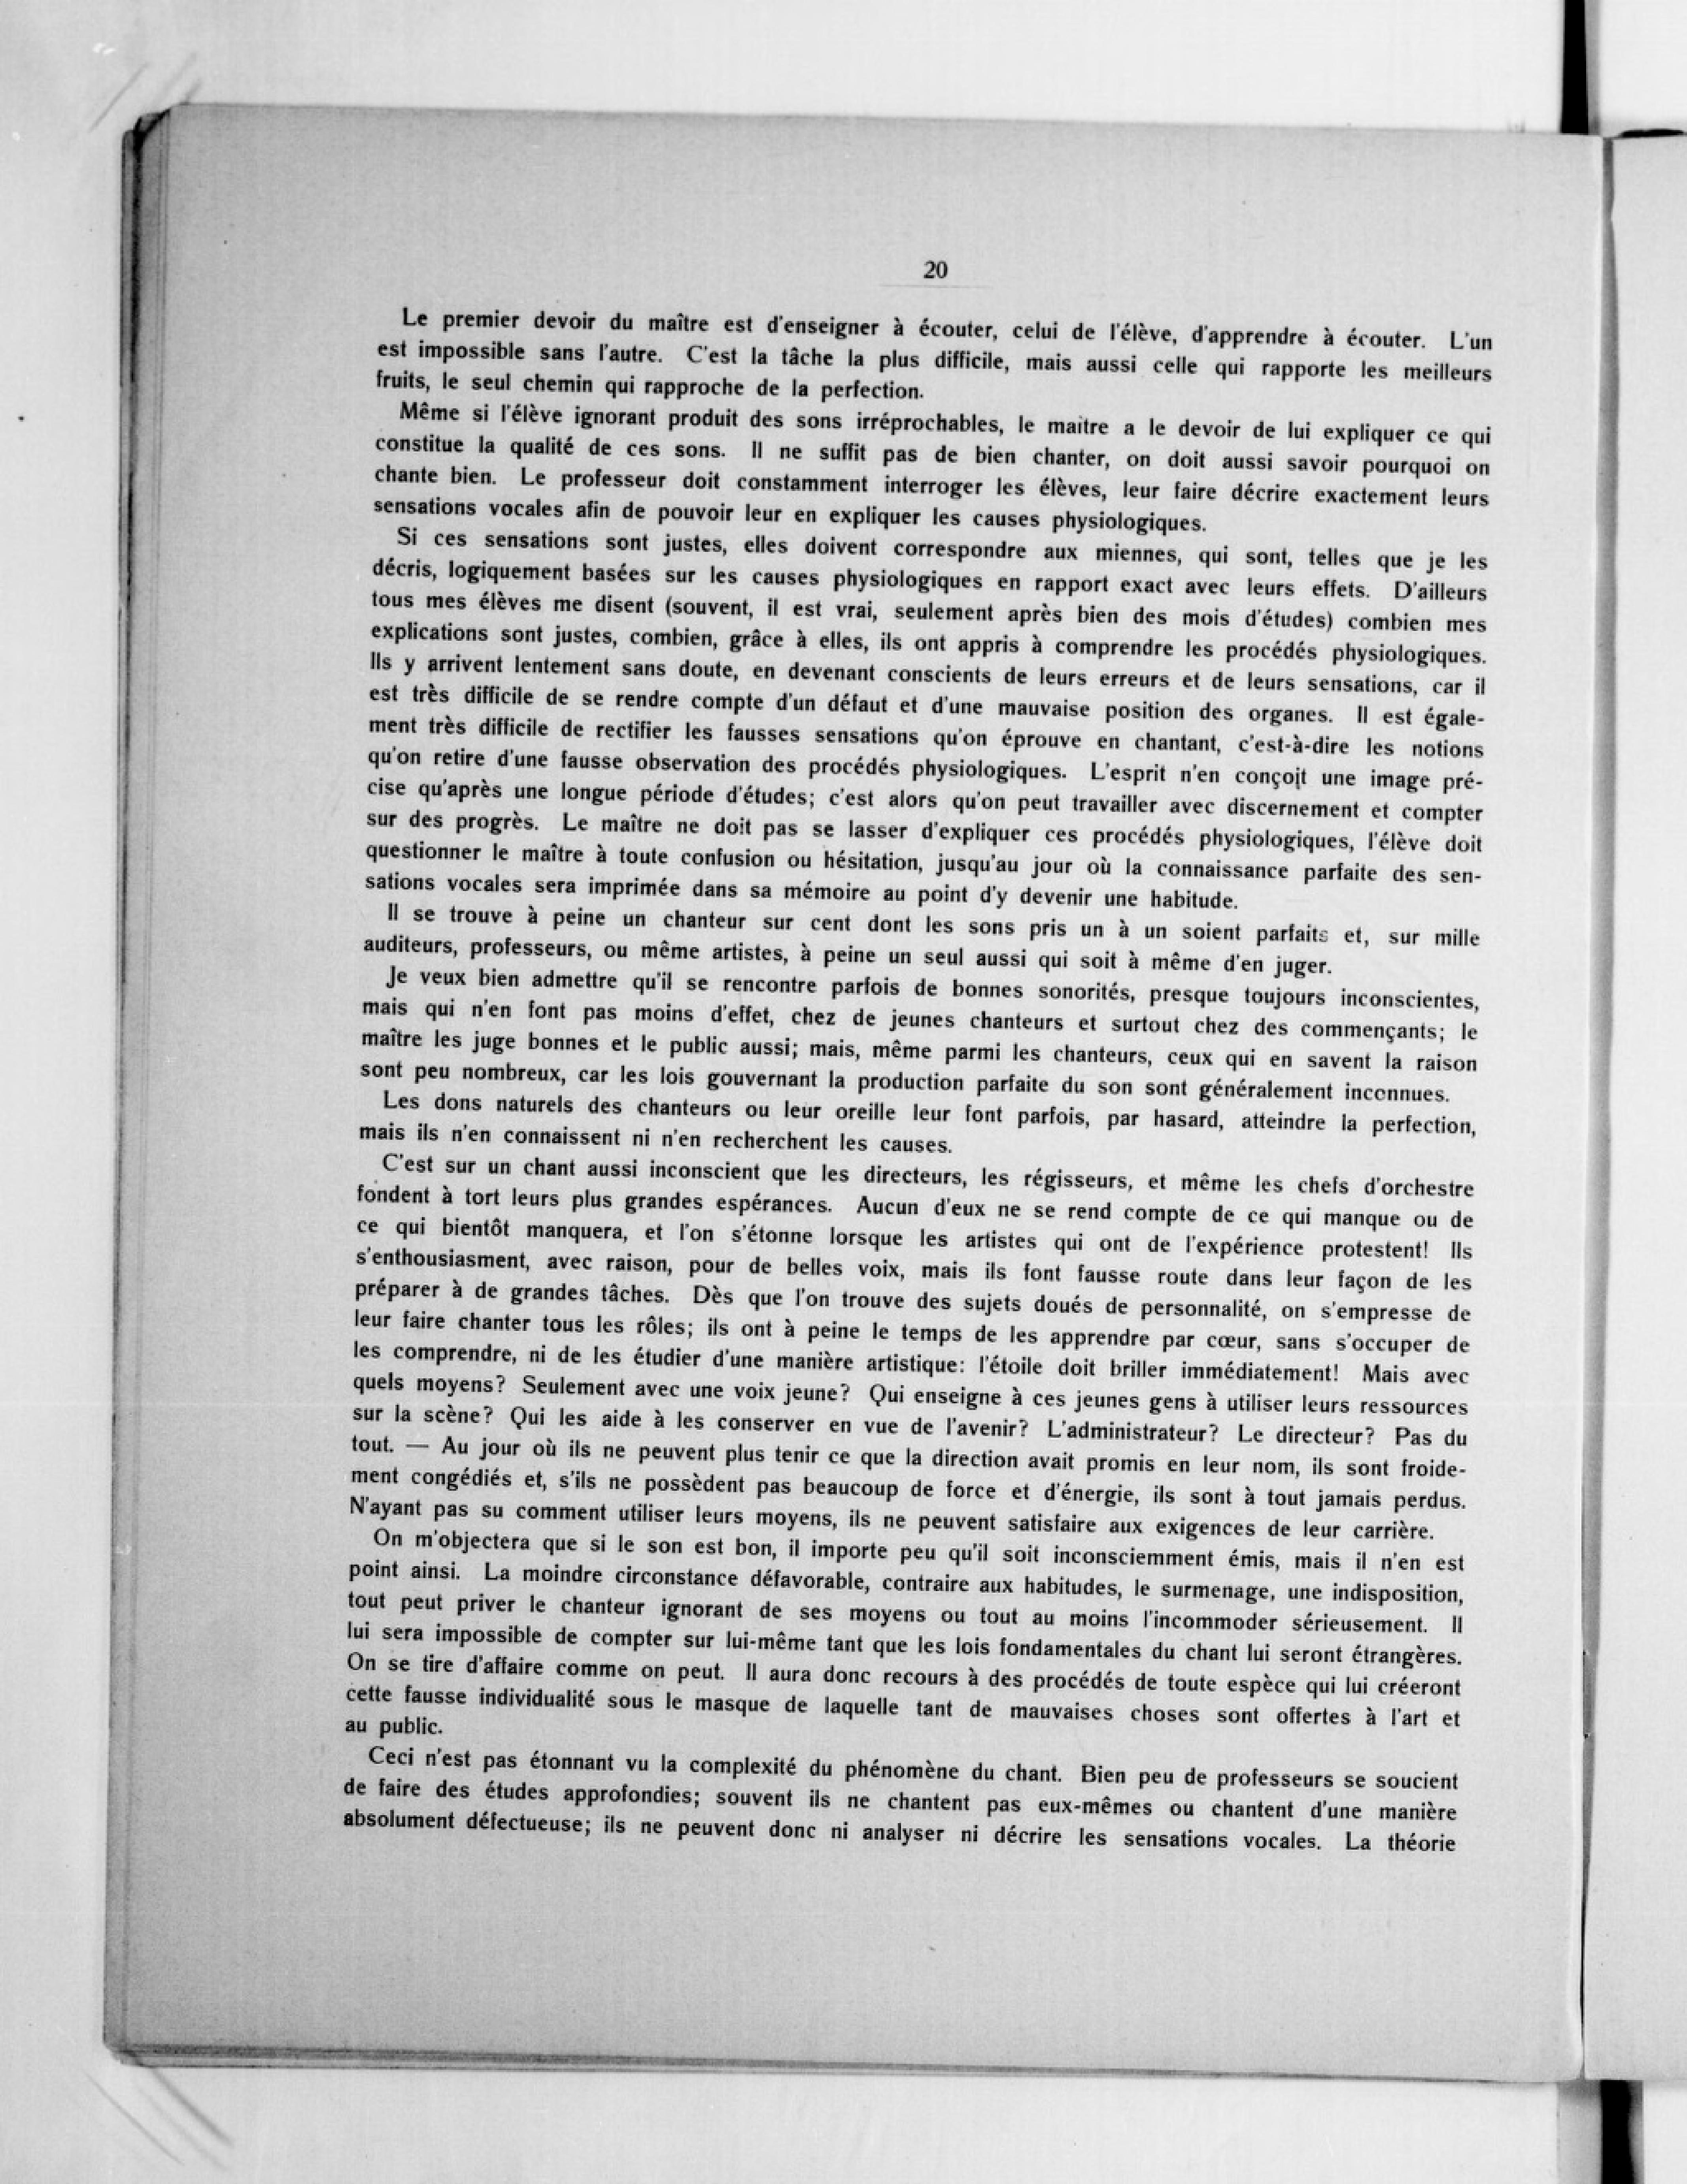 20
Le premier devoir du maître est d'enseigner à écouter, celui de l'élève, d'apprendre à écouter. L'un
est impossible sans l'autre. C'est la tâche la plus difficile, mais aussi celle qui rapporte les meilleurs
fruits, le seul chemin qui rapproche de la perfection.
Même si l'élève ignorant produit des sons irréprochables, le maître a le devoir de lui expliquer ce qui
constitue la qualité de ces sons. Il ne suffit pas de bien chanter, on doit aussi savoir pourquoi on
chante bien. Le professeur doit constamment interroger les élèves, leur faire décrire exactement leurs
sensations vocales afin de pouvoir leur en expliquer les causes physiologiques.
Si ces sensations sont justes, elles doivent correspondre aux miennes, qui sont, telles que je les
décris, logiquement basées sur les causes physiologiques en rapport exact avec leurs effets. D'ailleurs
tous mes élèves me disent (souvent, il est vrai, seulement après bien des mois d'études) combien mes
explications sont justes, combien, grâce à elles, ils ont appris à comprendre les procédés physiologiques.
Ils y arrivent lentement sans doute, en devenant conscients de leurs erreurs et de leurs sensations, car il
est très difficile de se rendre compte d'un défaut et d'une mauvaise position des organes. Il est égale-
ment très difficile de rectifier les fausses sensations qu'on éprouve en chantant, c'est-à-dire les notions
qu'on retire d'une fausse observation des procédés physiologiques. L'esprit n'en conçoit une image pré-
cise qu'après une longue période d'études; c'est alors qu'on peut travailler avec discernement et compter
sur des progrès. Le maître ne doit pas se lasser d'expliquer ces procédés physiologiques, l'élève doit
questionner le maître à toute confusion ou hésitation, jusqu'au jour où la connaissance parfaite des sen-
sations vocales sera imprimée dans sa mémoire au point d'y devenir une habitude.
Il se trouve à peine un chanteur sur cent dont les sons pris un à un soient parfaits et, sur mille
auditeurs, professeurs, ou même artistes, à peine un seul aussi qui soit à même d'en juger.
Je veux bien admettre qu'il se rencontre parfois de bonnes sonorités, presque toujours inconscientes,
mais qui n'en font pas moins d'effet, chez de jeunes chanteurs et surtout chez des commençants; le
maître les juge bonnes et le public aussi; mais, même parmi les chanteurs, ceux qui en savent la raison
sont peu nombreux, car les lois gouvernant la production parfaite du son sont généralement inconnues.
Les dons naturels des chanteurs ou leur oreille leur font parfois, par hasard, atteindre la perfection,
mais ils n'en connaissent ni n'en recherchent les causes.
C'est sur un chant aussi inconscient que les directeurs, les régisseurs, et même les chefs d'orchestre
fondent à tort leurs plus grandes espérances. Aucun d'eux ne se rend compte de ce qui manque ou de
ce qui bientôt manquera, et l'on s'étonne lorsque les artistes qui ont de l'expérience protestent! Ils
s'enthousiasment, avec raison, pour de belles voix, mais ils font fausse route dans leur façon de les
préparer à de grandes tâches. Dès que l'on trouve des sujets doués de personnalité, on s'empresse de
leur faire chanter tous les rôles; ils ont à peine le temps de les apprendre par cœur, sans s'occuper de
les comprendre, ni de les étudier d'une manière artistique: l'étoile doit briller immédiatement! Mais avec
quels moyens? Seulement avec une voix jeune? Qui enseigne à ces jeunes gens à utiliser leurs ressources
sur la scène? Qui les aide à les conserver en vue de l'avenir? L'administrateur? Le directeur? Pas du
tout. — Au jour où ils ne peuvent plus tenir ce que la direction avait promis en leur nom, ils sont froide-
ment congédiés et, s'ils ne possèdent pas beaucoup de force et d'énergie, ils sont à tout jamais perdus.
N'ayant pas su comment utiliser leurs moyens, ils ne peuvent satisfaire aux exigences de leur carrière.
On m'objectera que si le son est bon, il importe peu qu'il soit inconsciemment émis, mais il n'en est
point ainsi. La moindre circonstance défavorable, contraire aux habitudes, le surmenage, une indisposition,
tout peut priver le chanteur ignorant de ses moyens ou tout au moins l'incommoder sérieusement. Il
lui sera impossible de compter sur lui-même tant que les lois fondamentales du chant lui seront étrangères.
On se tire d'affaire comme on peut. Il aura donc recours à des procédés de toute espèce qui lui créeront
cette fausse individualité sous le masque de laquelle tant de mauvaises choses sont offertes à l'art et
au public.
Ceci n'est pas étonnant vu la complexité du phénomène du chant. Bien peu de professeurs se soucient
de faire des études approfondies; souvent ils ne chantent pas eux-mêmes ou chantent d'une manière
absolument défectueuse; ils ne peuvent donc ni analyser ni décrire les sensations vocales. La théorie